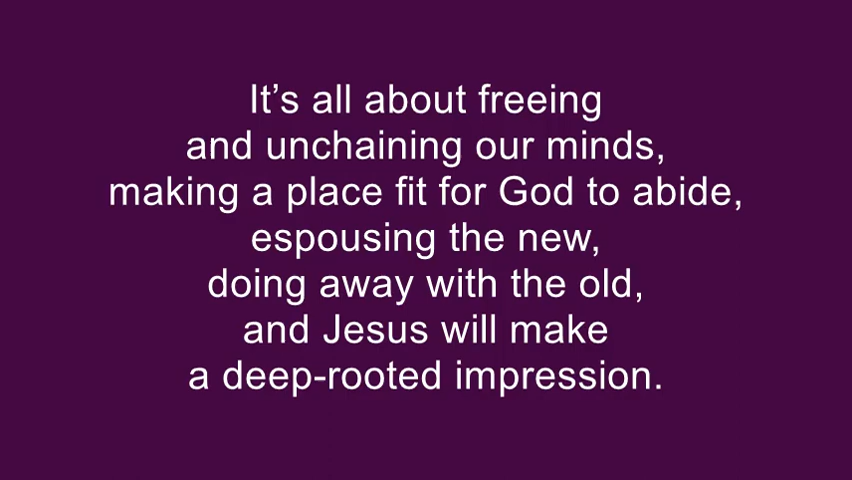 It’s all about freeing
and unchaining our minds,
making a place fit for God to abide,
espousing the new,
doing away with the old,
and Jesus will make
a deep-rooted impression.